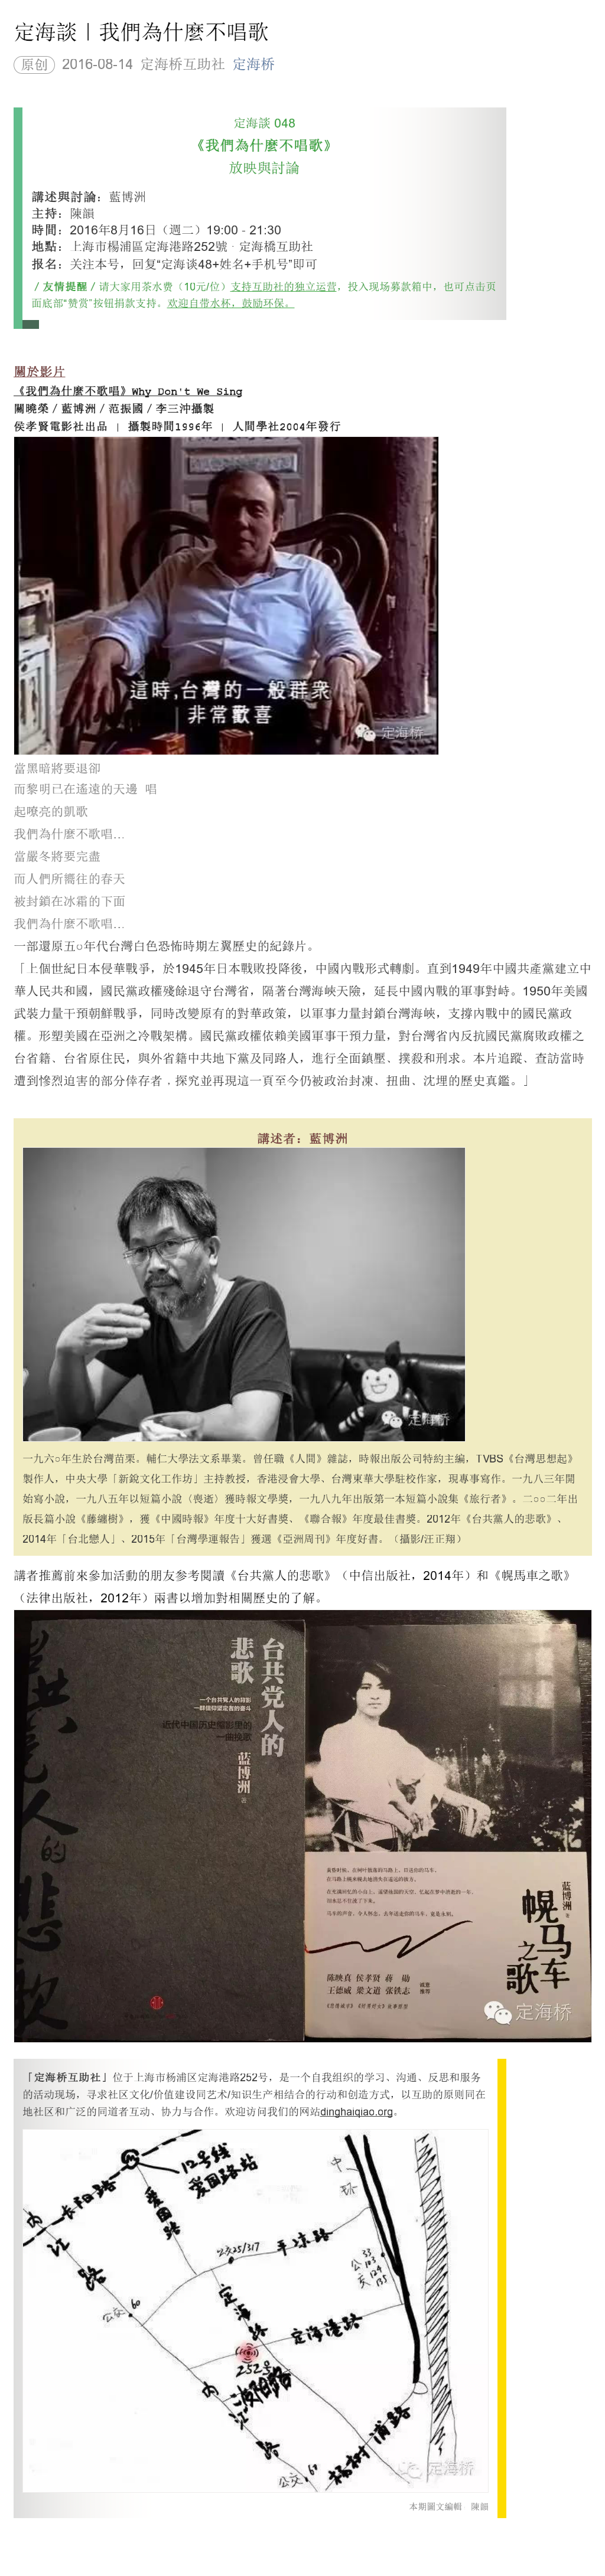 定海談丨我們為什麼不唱歌
原创 2016-08-14 定海桥互助社 定海桥
定海談 048
《我們為什麼不唱歌》
放映與討論
講述與討論：藍博洲
主持：陳韻
時間：2016年8月16日（週二）19:00 - 21:30
地點：上海市楊浦區定海港路252號 · 定海橋互助社
报名：关注本号，回复“定海谈48+姓名+手机号”即可
/ 友情提醒 / 请大家用茶水费（10元/位）支持互助社的独立运营，投入现场募款箱中，也可点击页
面底部“赞赏”按钮捐款支持。欢迎自带水杯，鼓励环保。
關於影片
《我們為什麼不歌唱》Why Don't We Sing
關曉榮 / 藍博洲 / 范振國 / 李三沖攝製
侯孝賢電影社出品 | 攝製時間1996年 | 人間學社2004年發行
這時,台灣的一般群眾
非常歡喜
定海桥
當黑暗將要退卻
而黎明已在遙遠的天邊 唱
起嘹亮的凱歌
我們為什麼不歌唱…
當嚴冬將要完盡
而人們所嚮往的春天
被封鎖在冰霜的下面
我們為什麼不歌唱…
一部還原五○年代台灣白色恐怖時期左翼歷史的紀錄片。
「上個世紀日本侵華戰爭，於1945年日本戰敗投降後，中國內戰形式轉劇。直到1949年中國共產黨建立中
華人民共和國，國民黨政權殘餘退守台灣省，隔著台灣海峽天險，延長中國內戰的軍事對峙。1950年美國
武裝力量干預朝鮮戰爭，同時改變原有的對華政策，以軍事力量封鎖台灣海峽，支撐內戰中的國民黨政
權。形塑美國在亞洲之冷戰架構。國民黨政權依賴美國軍事干預力量，對台灣省內反抗國民黨腐敗政權之
台省籍、台省原住民，與外省籍中共地下黨及同路人，進行全面鎮壓、撲殺和刑求。本片追蹤、查訪當時
遭到慘烈迫害的部分倖存者﹒探究並再現這一頁至今仍被政治封凍、扭曲、沈埋的歷史真鑑。」
講述者：藍博洲
定海桥
一九六○年生於台灣苗栗。輔仁大學法文系畢業。曾任職《人間》雜誌，時報出版公司特約主編，TVBS《台灣思想起》
製作人，中央大學「新銳文化工作坊」主持教授，香港浸會大學、台灣東華大學駐校作家，現專事寫作。一九八三年開
始寫小說，一九八五年以短篇小說〈喪逝〉獲時報文學獎，一九八九年出版第一本短篇小說集《旅行者》。二○○二年出
版長篇小說《藤纏樹》，獲《中國時報》年度十大好書獎、《聯合報》年度最佳書獎。2012年《台共黨人的悲歌》、
2014年「台北戀人」、2015年「台灣學運報告」獲選《亞洲周刊》年度好書。（攝影/汪正翔）
講者推薦前來參加活動的朋友參考閱讀《台共黨人的悲歌》（中信出版社，2014年）和《幌馬車之歌》
（法律出版社，2012年）兩書以增加對相關歷史的了解。
台共党人的
悲歌
一个台共党人的背影
一群信仰望定者的奋斗
近代中国历史缩影里的
一曲挽歌
蓝博洲
著
蓝博洲
著
幌马车
之歌
陈映真 侯孝贤 蒋勋
王德威 梁文道 张铁志
诚意
推荐
定海桥
「定海桥互助社」位于上海市杨浦区定海港路252号，是一个自我组织的学习、沟通、反思和服务
的活动现场，寻求社区文化/价值建设同艺术/知识生产相结合的行动和创造方式，以互助的原则同在
地社区和广泛的同道者互动、协力与合作。欢迎访问我们的网站dinghaiqiao.org。
12号线
爱国路站
长阳路
爱国路
内江路
中环
公交25/317
平凉路
公交
33
103
124
135
公交60
定海路
定海港路
252号
波阳路
内江路
杨树浦路
公交61
定海桥
本期圖文編輯 陳韻